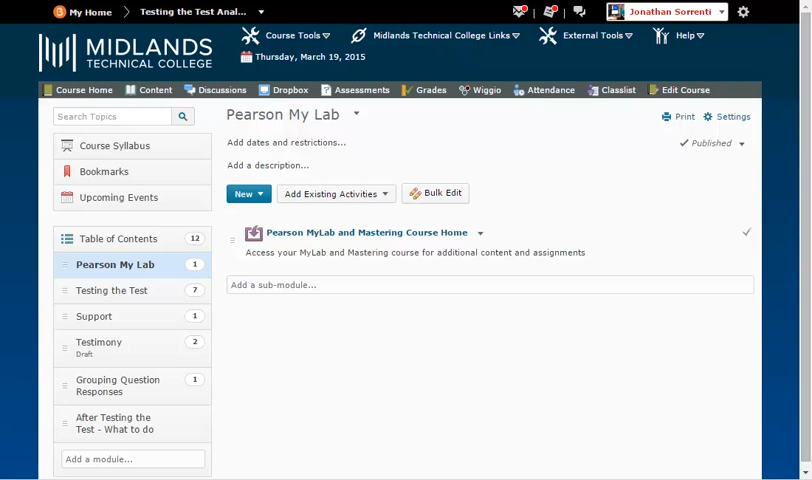 My Home
Testing the Test Anal...
Jonathan Sorrenti
MIDLANDS
TECHNICAL COLLEGE
Course Tools
Midlands Technical College Links
External Tools
Help
Thursday, March 19, 2015
Course Home
Content
Discussions
Dropbox
Assessments
Grades
Wiggio
Attendance
Classlist
Edit Course
Search Topics
Pearson My Lab
Print
Settings
Course Syllabus
Add dates and restrictions...
Published
Bookmarks
Add a description...
Upcoming Events
New
Add Existing Activities
Bulk Edit
Table of Contents
12
Pearson MyLab and Mastering Course Home
Access your MyLab and Mastering course for additional content and assignments
Pearson My Lab
1
Add a sub-module...
Testing the Test
7
Support
1
Testimony
2
Draft
Grouping Question
Responses
1
After Testing the
Test - What to do
Add a module...